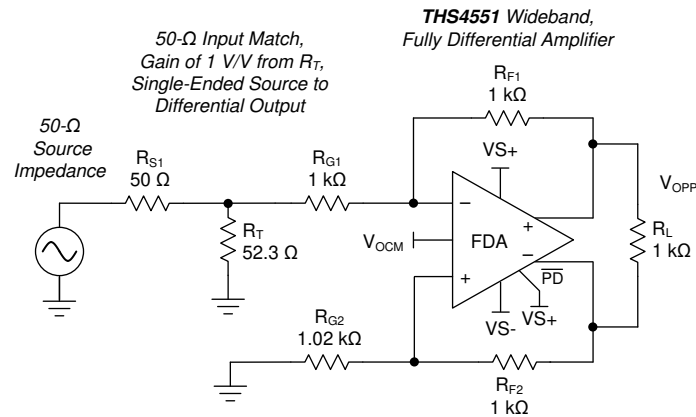 50-Ω Input Match,
Gain of 1 V/V from RT,
Single-Ended Source to
Differential Output
THS4551 Wideband,
Fully Differential Amplifier
50-Ω
Source
Impedance
RS1
50 Ω
RT
52.3 Ω
RG1
1 kΩ
RF1
1 kΩ
VS+
VOCM
−
+
FDA
+
−
PD
VS-
VS+
VOPP
RL
1 kΩ
RG2
1.02 kΩ
RF2
1 kΩ